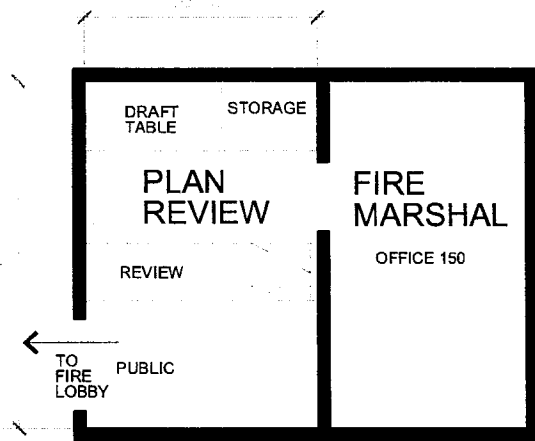 DRAFT
TABLE
STORAGE
PLAN
REVIEW
FIRE
MARSHAL
OFFICE 150
REVIEW
TO
FIRE
LOBBY
PUBLIC